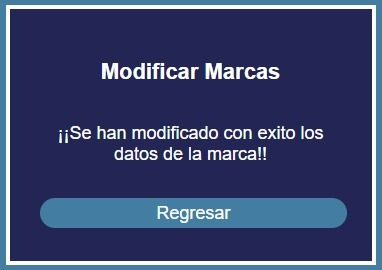 Modificar Marcas
¡¡Se han modificado con exito los
datos de la marca!!
Regresar